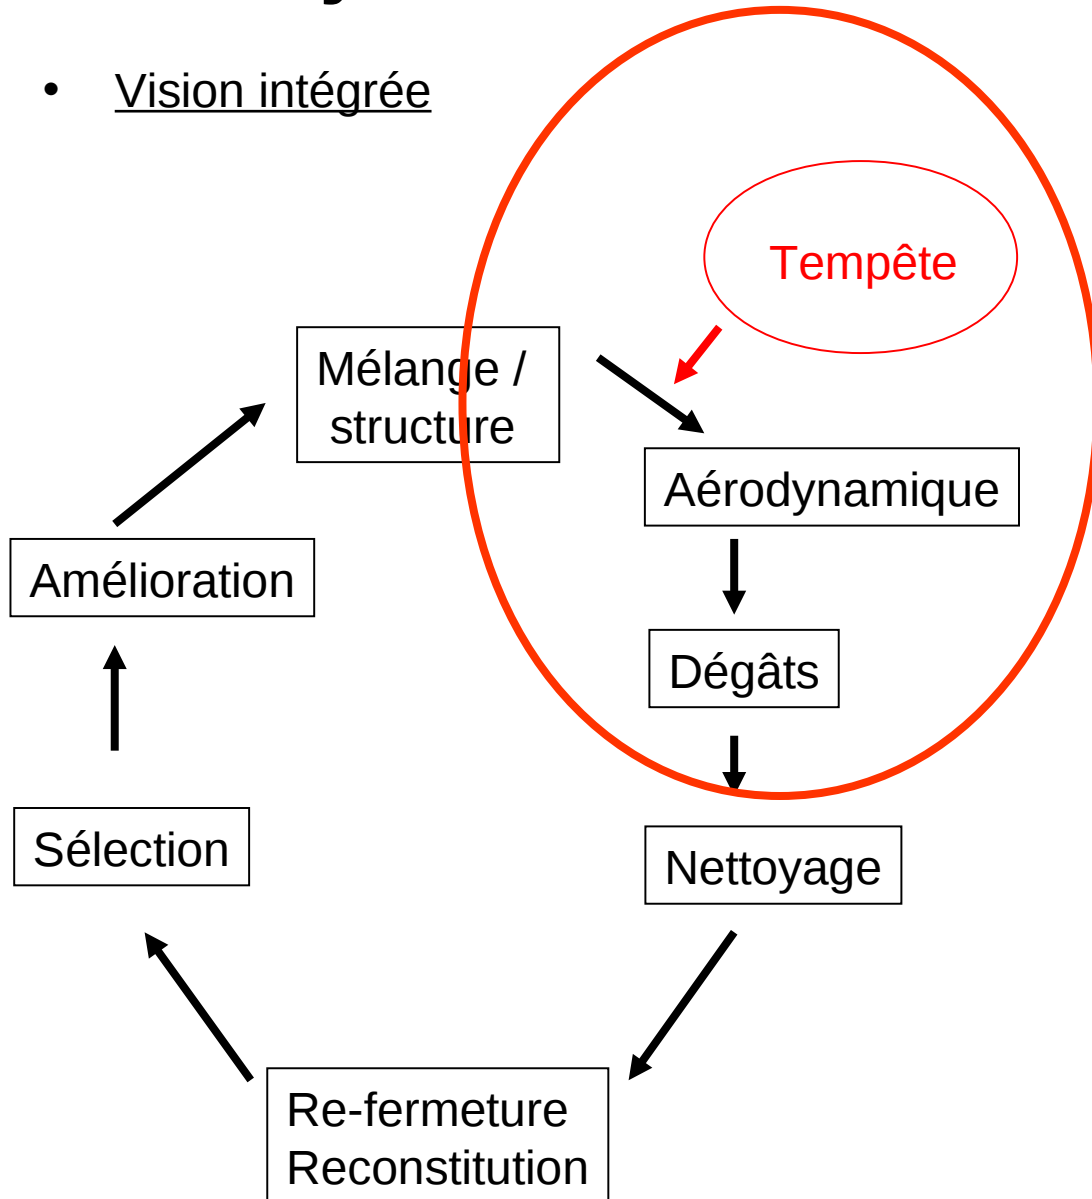 • Vision intégrée
Tempête
Mélange /
structure
Aérodynamique
Amélioration
Dégâts
Sélection
Nettoyage
Re-fermeture
Reconstitution